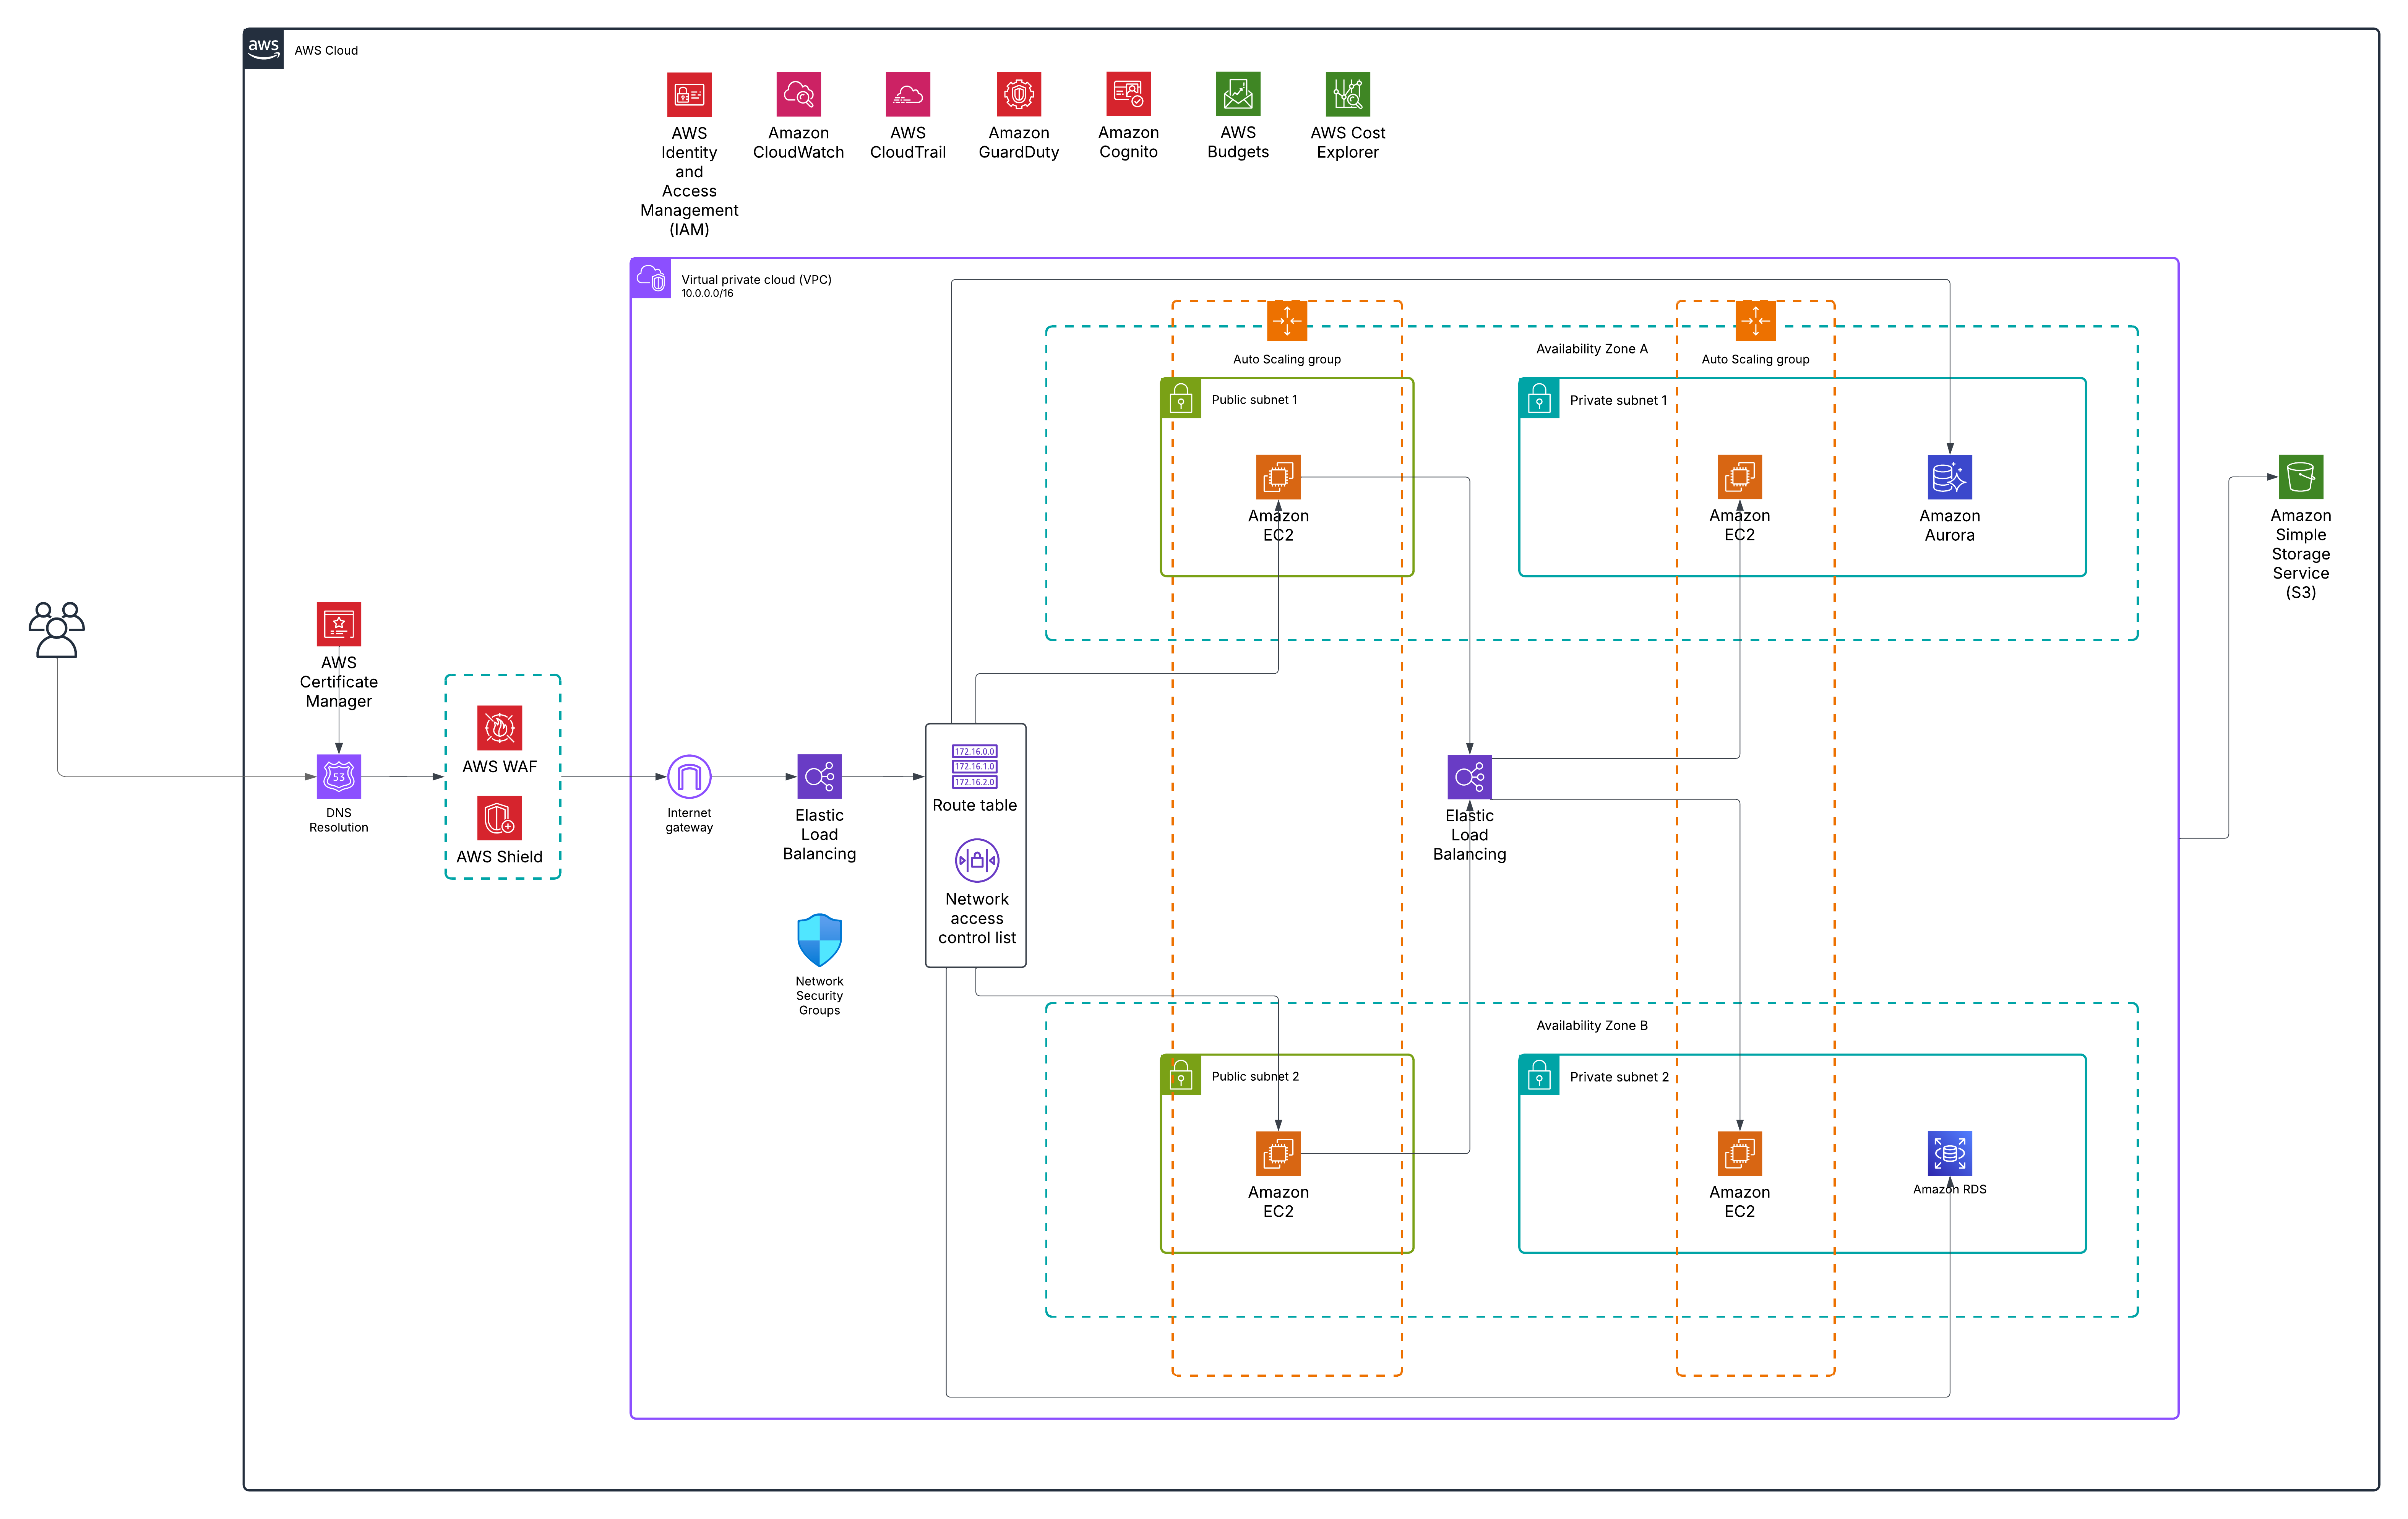 aws
AWS Cloud
AWS
Identity
and
Access
Management
(IAM)
Amazon
CloudWatch
AWS
CloudTrail
Amazon
GuardDuty
Amazon
Cognito
AWS
Budgets
AWS Cost
Explorer
Virtual private cloud (VPC)
10.0.0.0/16
Auto Scaling group
Availability Zone A
Auto Scaling group
Public subnet 1
Private subnet 1
Amazon
EC2
Amazon
EC2
Amazon
Aurora
Amazon
Simple
Storage
Service
(S3)
AWS
Certificate
Manager
53
DNS
Resolution
AWS WAF
AWS Shield
Internet
gateway
Elastic
Load
Balancing
172.16.0.0
172.16.1.0
172.16.2.0
Route table
Network
access
control list
Elastic
Load
Balancing
Network
Security
Groups
Availability Zone B
Public subnet 2
Private subnet 2
Amazon
EC2
Amazon
EC2
Amazon RDS